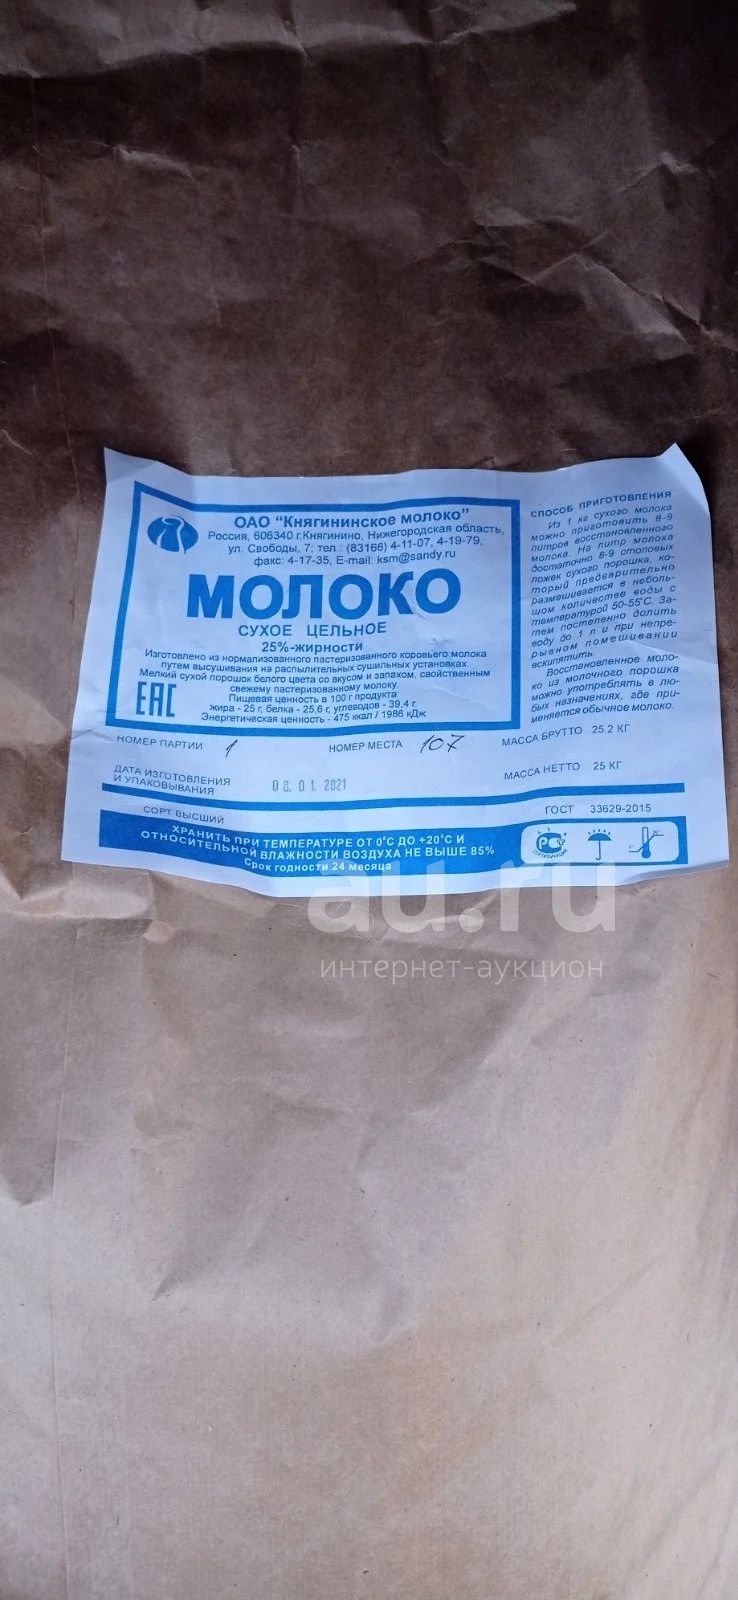 ОАО "Княгининское молоко"
Россия, 606340 г.Княгинино, Нижегородская область,
ул. Свободы, 7; тел.: (83166) 4-11-07, 4-19-79,
факс: 4-17-35, E-mail: ksm@sandy.ru
МОЛОКО
СУХОЕ ЦЕЛЬНОЕ
25%-жирности
Изготовлено из нормализованного пастеризованного коровьего молока
путем высушивания на распылительных сушильных установках
Мелкий сухой порошок белого цвета со вкусом и запахом, свойственным
свежему пастеризованному молоку.
Пищевая ценность в 100 г продукта
жира - 25 г, белка - 25,6 г, углеводов - 39,4 г.
Энергетическая ценность - 475 ккал / 1986 кДж
EAC
СПОСОБ ПРИГОТОВЛЕНИЯ
Из 1 кг сухого молока
можно приготовить 8-9
литров восстановленного
молока. На литр молока
достаточно 8-9 столовых
ложек сухого порошка, ко-
торый предварительно
размешивается в неболь-
шом количестве воды с
температурой 50-55°С. За-
тем постепенно долить
воду до 1 л и при непре-
рывном помешивании
вскипятить.
Восстановленное моло-
ко из молочного порошка
можно употреблять в лю-
бых назначениях, где при-
меняется обычное молоко.
НОМЕР ПАРТИИ 1
НОМЕР МЕСТА 107
МАССА БРУТТО 25.2 КГ
ДАТА ИЗГОТОВЛЕНИЯ
И УПАКОВЫВАНИЯ
08.01.2021
МАССА НЕТТО 25 КГ
СОРТ ВЫСШИЙ
ГОСТ 33629-2015
ХРАНИТЬ ПРИ ТЕМПЕРАТУРЕ ОТ 0°С ДО +20°С И
ОТНОСИТЕЛЬНОЙ ВЛАЖНОСТИ ВОЗДУХА НЕ ВЫШЕ 85%
Срок годности 24 месяца
au.ru
интернет-аукцион